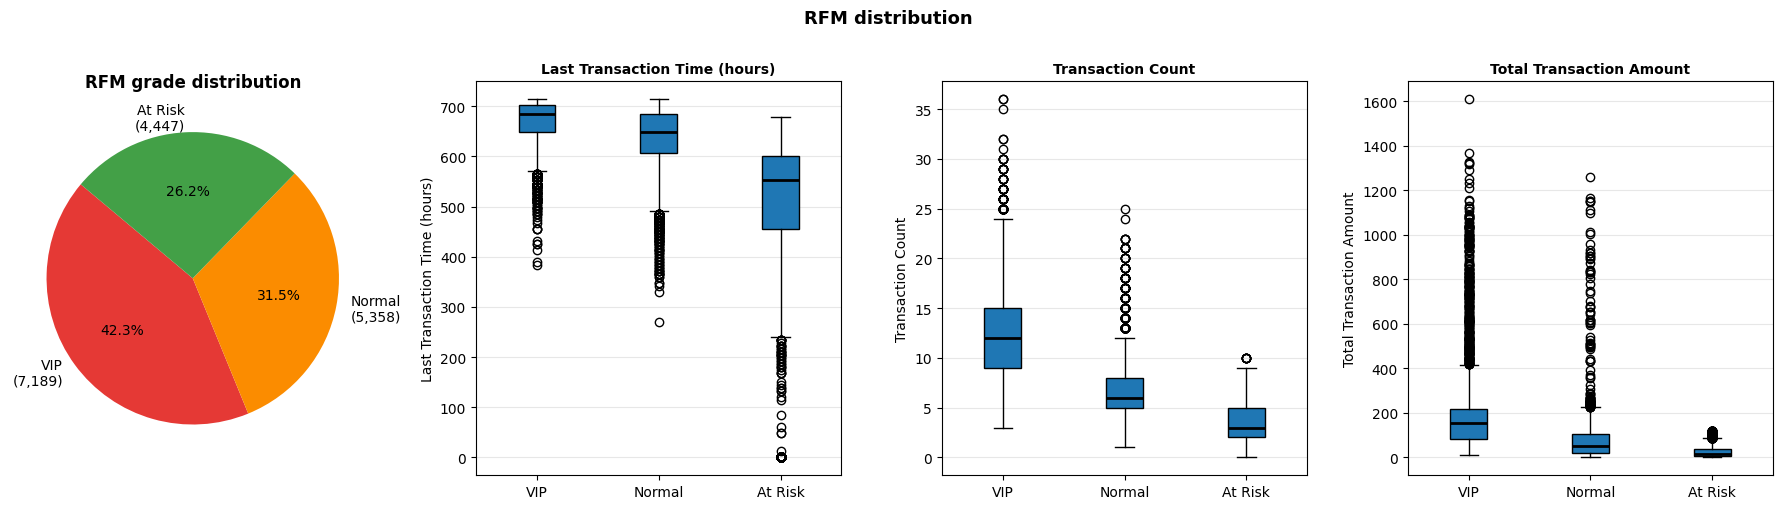 RFM distribution
RFM grade distribution
At Risk
(4,447)
26.2%
31.5%
Normal
(5,358)
42.3%
VIP
(7,189)
Last Transaction Time (hours)
Last Transaction Time (hours)
700
600
500
400
300
200
100
0
VIP Normal At Risk
Transaction Count
Transaction Count
35
30
25
20
15
10
5
0
VIP Normal At Risk
Total Transaction Amount
Total Transaction Amount
1600
1400
1200
1000
800
600
400
200
0
VIP Normal At Risk